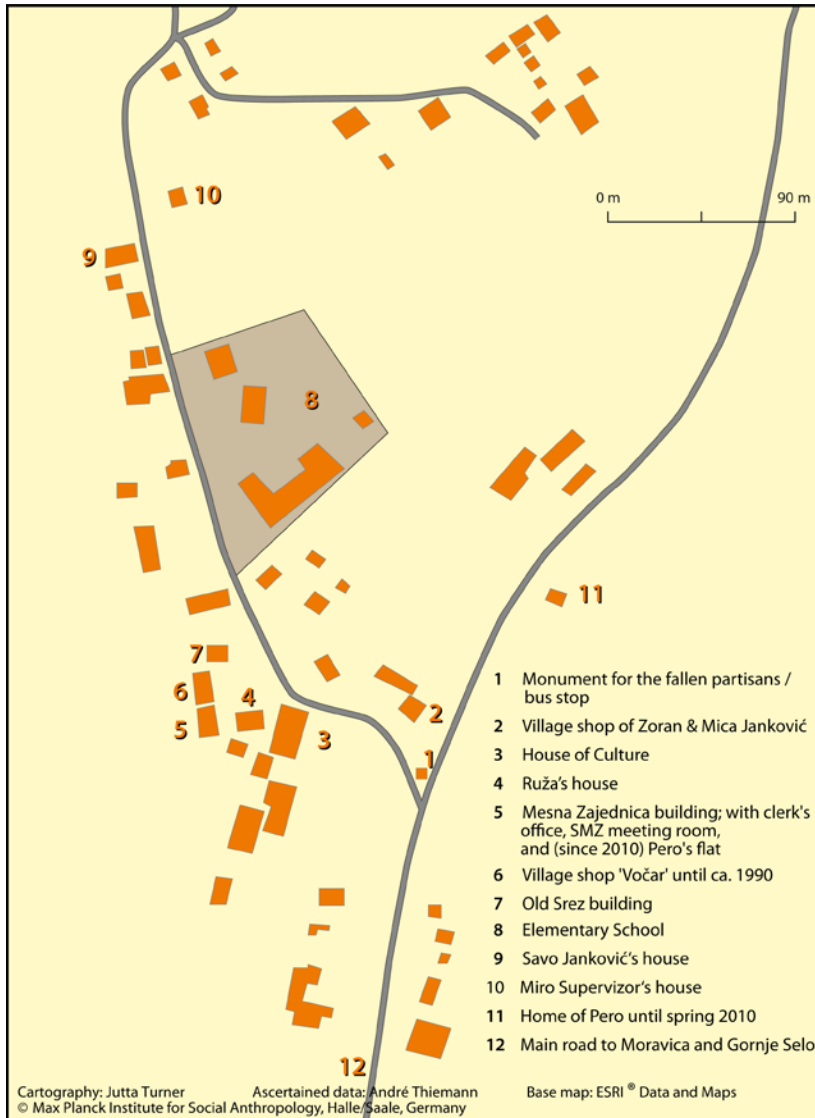 10
0 m 90 m
9
8
11
7
6
4
5
3
2
1
12
1 Monument for the fallen partisans /
bus stop
2 Village shop of Zoran & Mica Janković
3 House of Culture
4 Ruža's house
5 Mesna Zajednica building; with clerk's
office, SMZ meeting room,
and (since 2010) Pero's flat
6 Village shop 'Vočar' until ca. 1990
7 Old Srez building
8 Elementary School
9 Savo Janković's house
10 Miro Supervizor's house
11 Home of Pero until spring 2010
12 Main road to Moravica and Gornje Selo
Cartography: Jutta Turner Ascertained data: André Thiemann Base map: ESRI ® Data and Maps
© Max Planck Institute for Social Anthropology, Halle/Saale, Germany